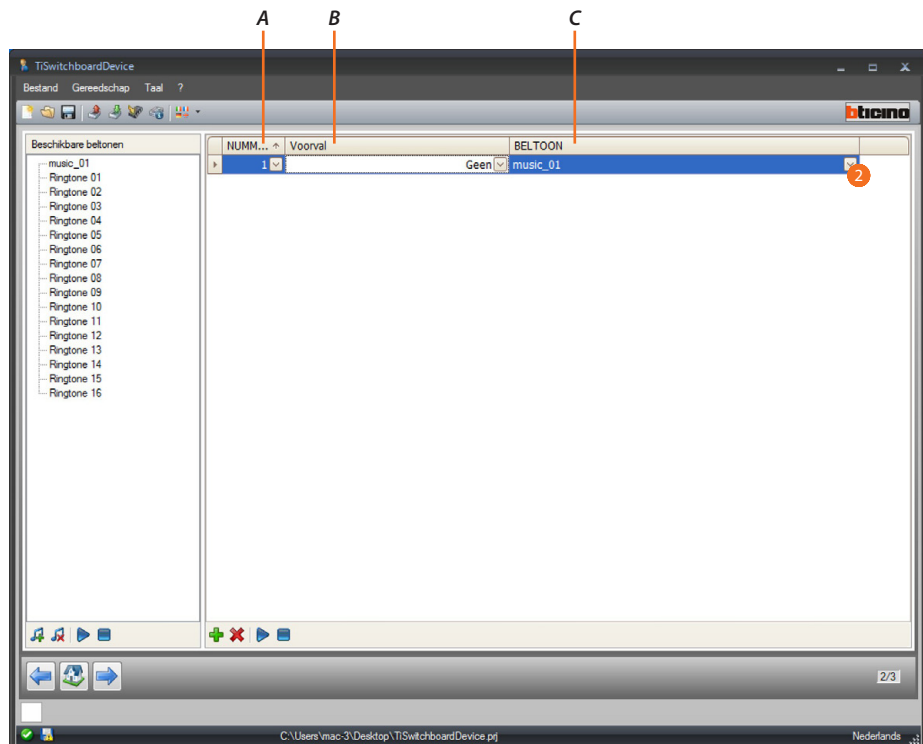 A B C
TiSwitchboardDevice
Bestand Gereedschap Taal ?
bticino
Beschikbare beltonen
NUMM... Voorval BELTOON
1 Geen music_01
2
music_01
Ringtone 01
Ringtone 02
Ringtone 03
Ringtone 04
Ringtone 05
Ringtone 06
Ringtone 07
Ringtone 08
Ringtone 09
Ringtone 10
Ringtone 11
Ringtone 12
Ringtone 13
Ringtone 14
Ringtone 15
Ringtone 16
2/3
C:\Users\mac-3\Desktop\TiSwitchboardDevice.prj Nederlands